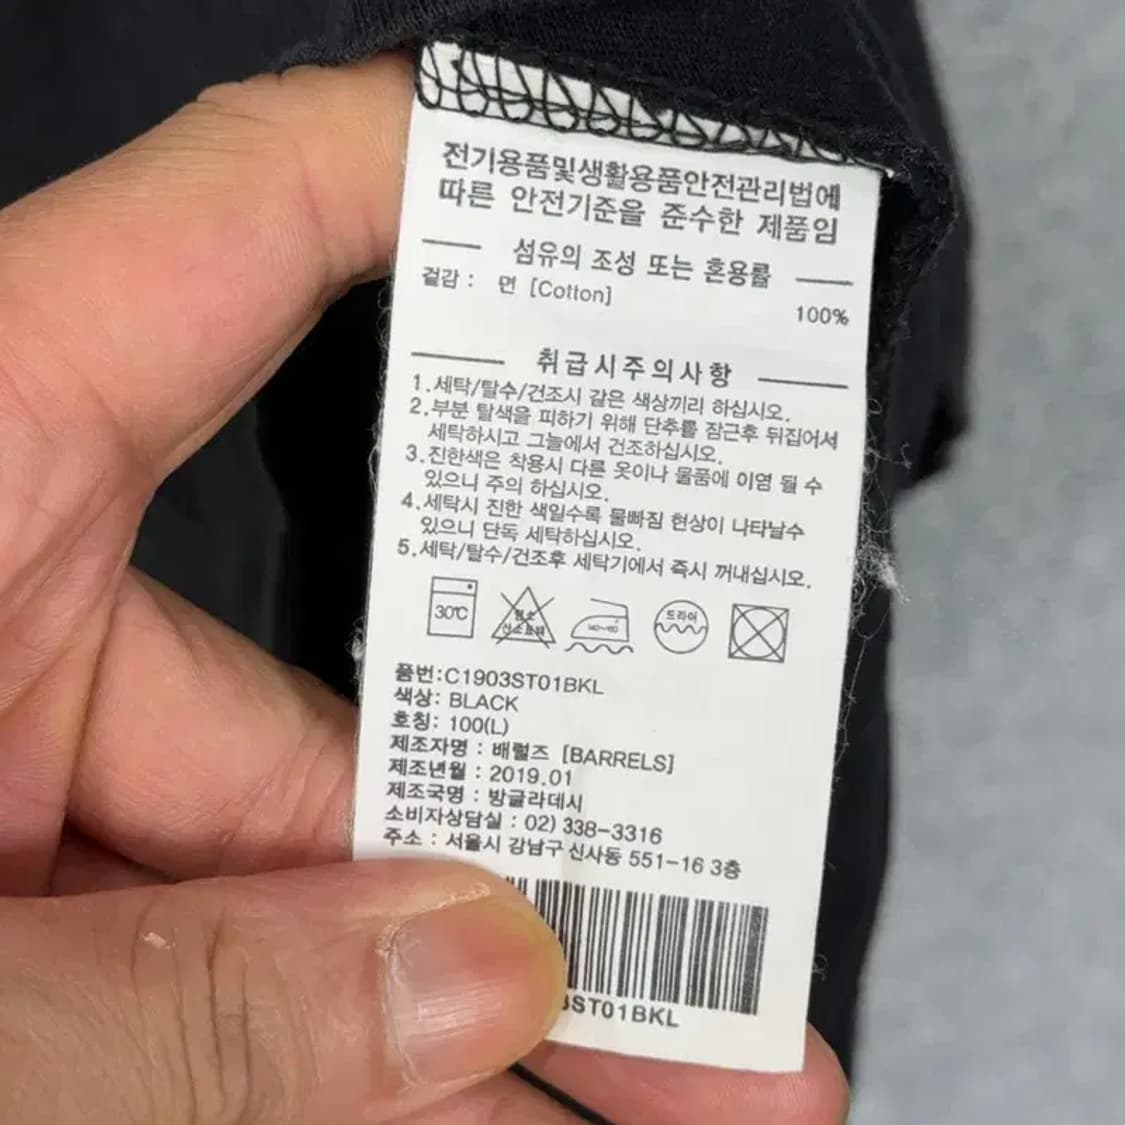 전기용품및생활용품안전관리법에
따른 안전기준을 준수한 제품임
섬유의 조성 또는 혼용률
겉감 : 면 [Cotton]
100%
취급시주의사항
1.세탁/탈수/건조시 같은 색상끼리 하십시오.
2.부분 탈색을 피하기 위해 단추를 잠근후 뒤집어서
세탁하시고 그늘에서 건조하십시오.
3.진한색은 착용시 다른 옷이나 물품에 이염 될 수
있으니 주의 하십시오.
4.세탁시 진한 색일수록 물빠짐 현상이 나타날수
있으니 단독 세탁하십시오.
5.세탁/탈수/건조후 세탁기에서 즉시 꺼내십시오.
30℃ 염소 산소표백 140~160 드라이
품번:C1903ST01BKL
색상: BLACK
호칭: 100(L)
제조자명 : 배럴즈 [BARRELS]
제조년월 : 2019.01
제조국명 : 방글라데시
소비자상담실 : 02) 338-3316
주소 : 서울시 강남구 신사동 551-16 3층
3ST01BKL